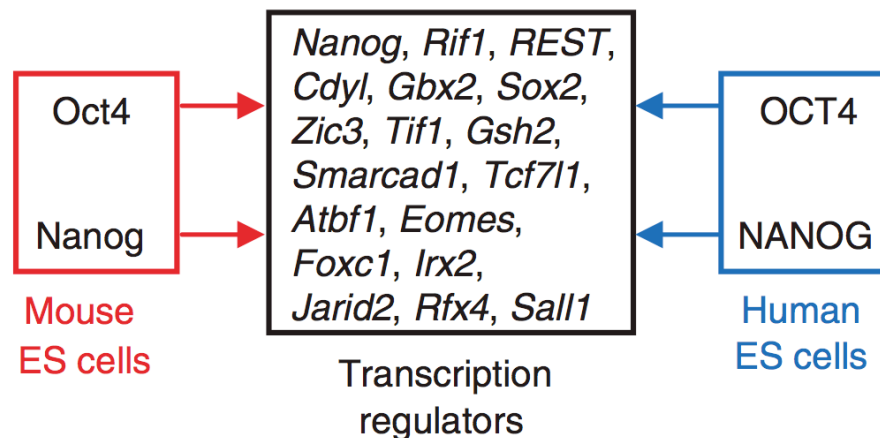 Oct4
Nanog
Mouse
ES cells
Nanog, Rif1, REST,
Cdyl, Gbx2, Sox2,
Zic3, Tif1, Gsh2,
Smarcad1, Tcf7l1,
Atbf1, Eomes,
Foxc1, Irx2,
Jarid2, Rfx4, Sall1
Transcription
regulators
OCT4
NANOG
Human
ES cells